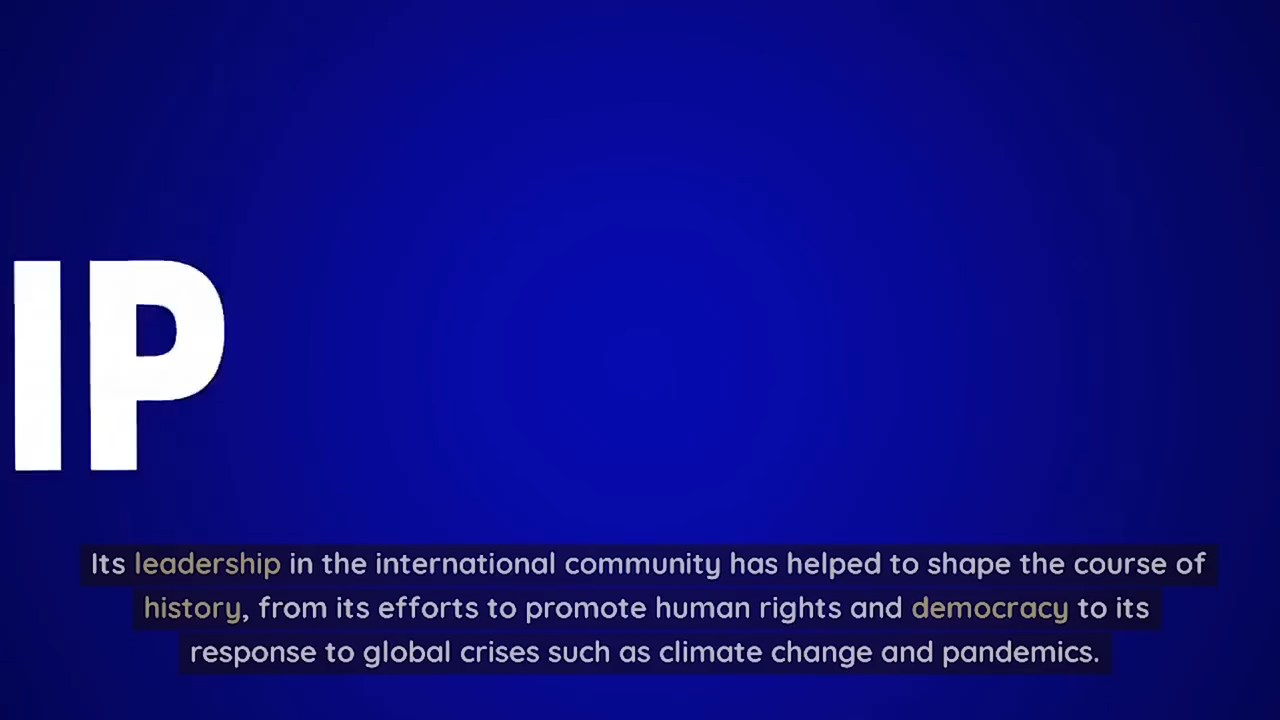 IP
Its leadership in the international community has helped to shape the course of
history, from its efforts to promote human rights and democracy to its
response to global crises such as climate change and pandemics.